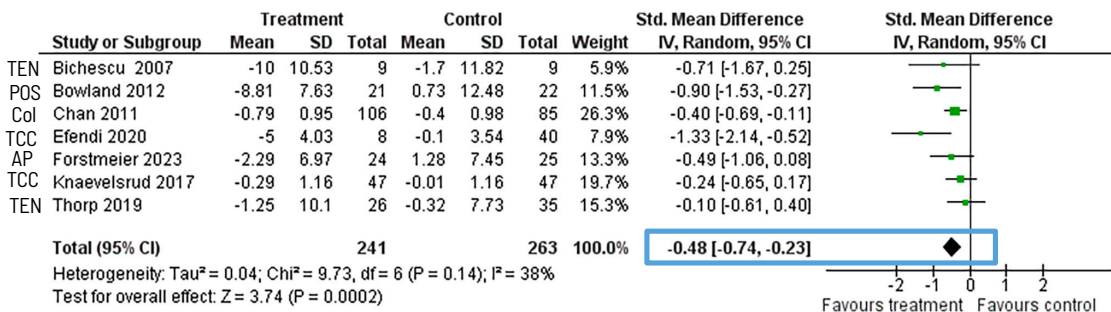 Treatment Control Std. Mean Difference Std. Mean Difference
Study or Subgroup Mean SD Total Mean SD Total Weight IV, Random, 95% CI IV, Random, 95% CI
TEN Bichescu 2007 -10 10.53 9 -1.7 11.82 9 5.9% -0.71 [-1.67, 0.25]
POS Bowland 2012 -8.81 7.63 21 0.73 12.48 22 11.5% -0.90 [-1.53, -0.27]
Col Chan 2011 -0.79 0.95 106 -0.4 0.98 85 26.3% -0.40 [-0.69, -0.11]
TCC Efendi 2020 -5 4.03 8 -0.1 3.54 40 7.9% -1.33 [-2.14, -0.52]
AP Forstmeier 2023 -2.29 6.97 24 1.28 7.45 25 13.3% -0.49 [-1.06, 0.08]
TCC Knaevelsrud 2017 -0.29 1.16 47 -0.01 1.16 47 19.7% -0.24 [-0.65, 0.17]
TEN Thorp 2019 -1.25 10.1 26 -0.32 7.73 35 15.3% -0.10 [-0.61, 0.40]
Total (95% CI) 241 263 100.0% -0.48 [-0.74, -0.23]
Heterogeneity: Tau² = 0.04; Chi² = 9.73, df = 6 (P = 0.14); I² = 38%
Test for overall effect: Z = 3.74 (P = 0.0002)
-2 -1 0 1 2
Favours treatment Favours control